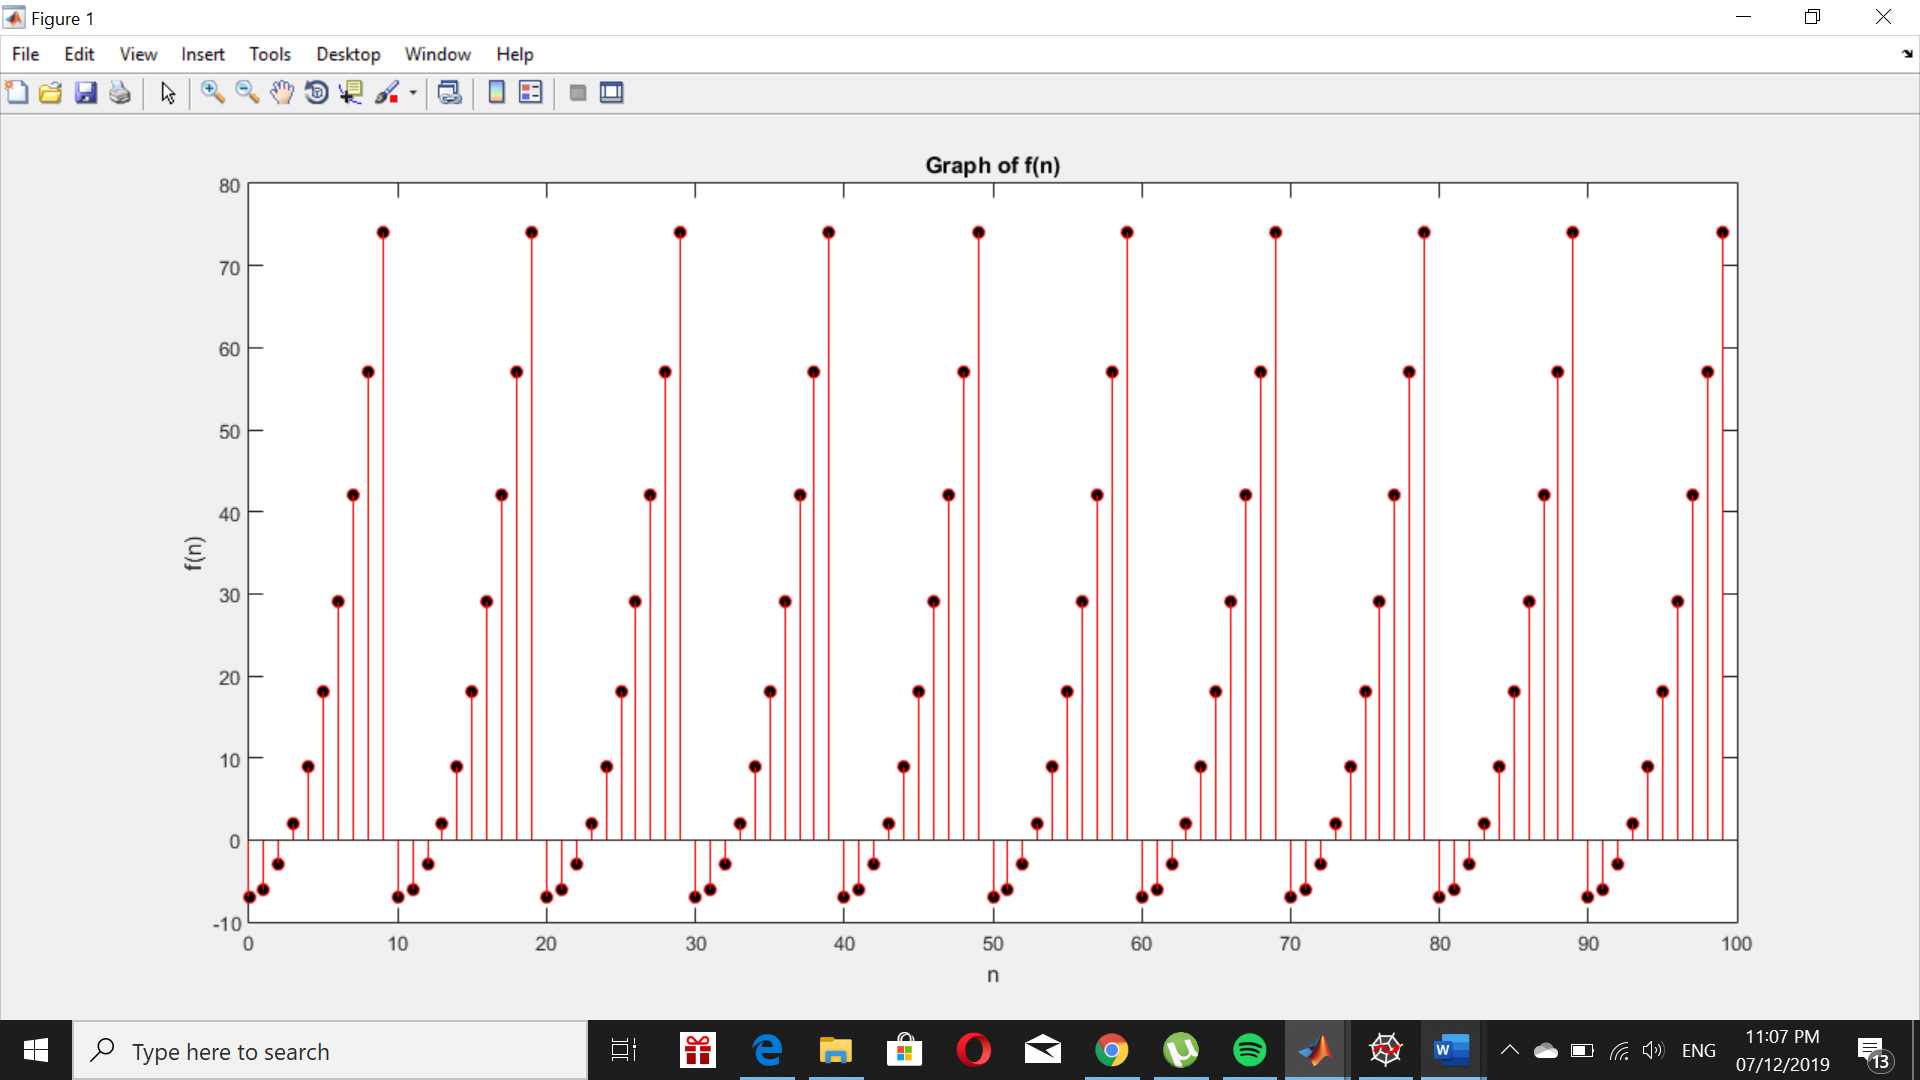 Figure 1
File Edit View Insert Tools Desktop Window Help
Graph of f(n)
80
70
60
50
40
30
20
10
0
-10
f(n)
0 10 20 30 40 50 60 70 80 90 100
n
Type here to search
W
ENG
11:07 PM
07/12/2019
13